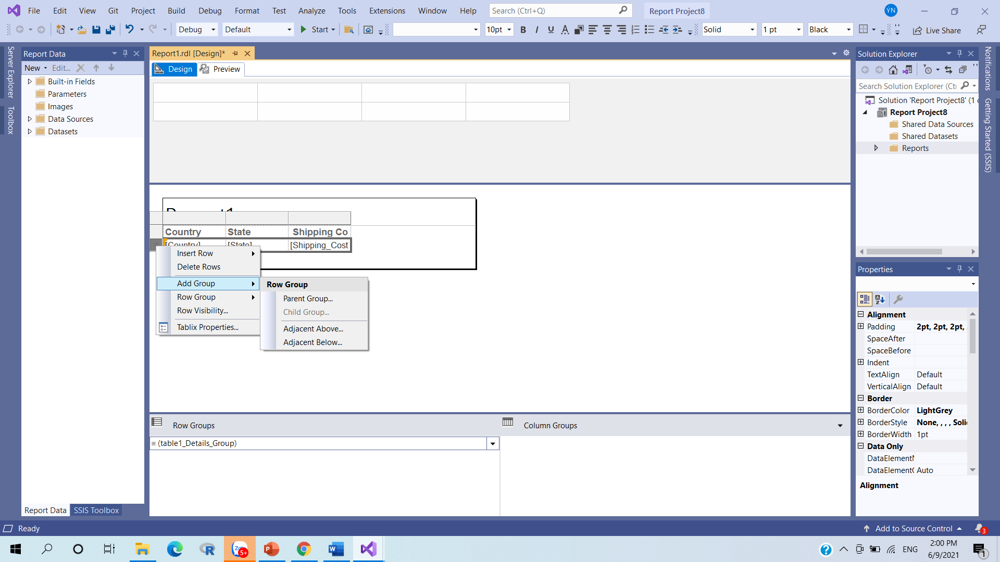 File Edit View Git Project Build Debug Format Test Analyze Tools Extensions Window Help Search (Ctrl+Q) Report Project8 YN
Debug Default Start 10pt B I U A Solid 1 pt Black Live Share
Server Explorer
Toolbox
Report Data
New Edit...
Built-in Fields
Parameters
Images
Data Sources
Datasets
Report Data SSIS Toolbox
Report1.rdl [Design]*
Design Preview
Country State Shipping Co
[Country] [State] [Shipping_Cost
Insert Row
Delete Rows
Add Group
Row Group
Row Visibility...
Tablix Properties...
Row Group
Parent Group...
Child Group...
Adjacent Above...
Adjacent Below...
Row Groups
(table1_Details_Group)
Column Groups
Solution Explorer
Search Solution Explorer (Ctr
Solution 'Report Project8' (1
Report Project8
Shared Data Sources
Shared Datasets
Reports
Notifications
Getting Started (SSIS)
Properties
Alignment
Padding 2pt, 2pt, 2pt,
SpaceAfter
SpaceBefore
Indent
TextAlign Default
VerticalAlign Default
Border
BorderColor LightGrey
BorderStyle None, , , , Soli
BorderWidth 1pt
Data Only
DataElementN
DataElementO Auto
Alignment
Ready
Add to Source Control 3
5+
ENG
2:00 PM
6/9/2021
1